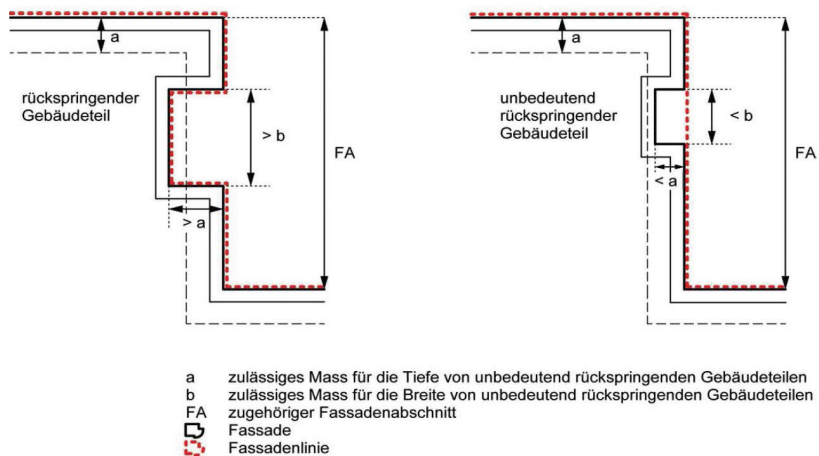 a
rückspringender
Gebäudeteil
> b
FA
> a
a
unbedeutend
rückspringender
Gebäudeteil
< b
FA
< a
a zulässiges Mass für die Tiefe von unbedeutend rückspringenden Gebäudeteilen
b zulässiges Mass für die Breite von unbedeutend rückspringenden Gebäudeteilen
FA zugehöriger Fassadenabschnitt
Fassade
Fassadenlinie